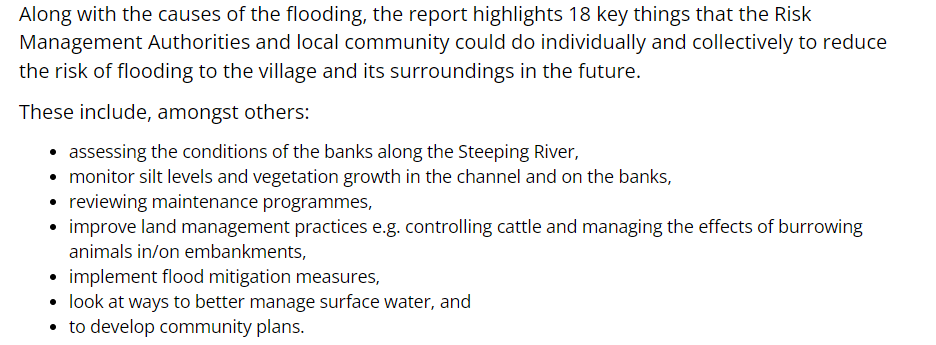 Along with the causes of the flooding, the report highlights 18 key things that the Risk
Management Authorities and local community could do individually and collectively to reduce
the risk of flooding to the village and its surroundings in the future.
These include, amongst others:
• assessing the conditions of the banks along the Steeping River,
• monitor silt levels and vegetation growth in the channel and on the banks,
• reviewing maintenance programmes,
• improve land management practices e.g. controlling cattle and managing the effects of burrowing
animals in/on embankments,
• implement flood mitigation measures,
• look at ways to better manage surface water, and
• to develop community plans.